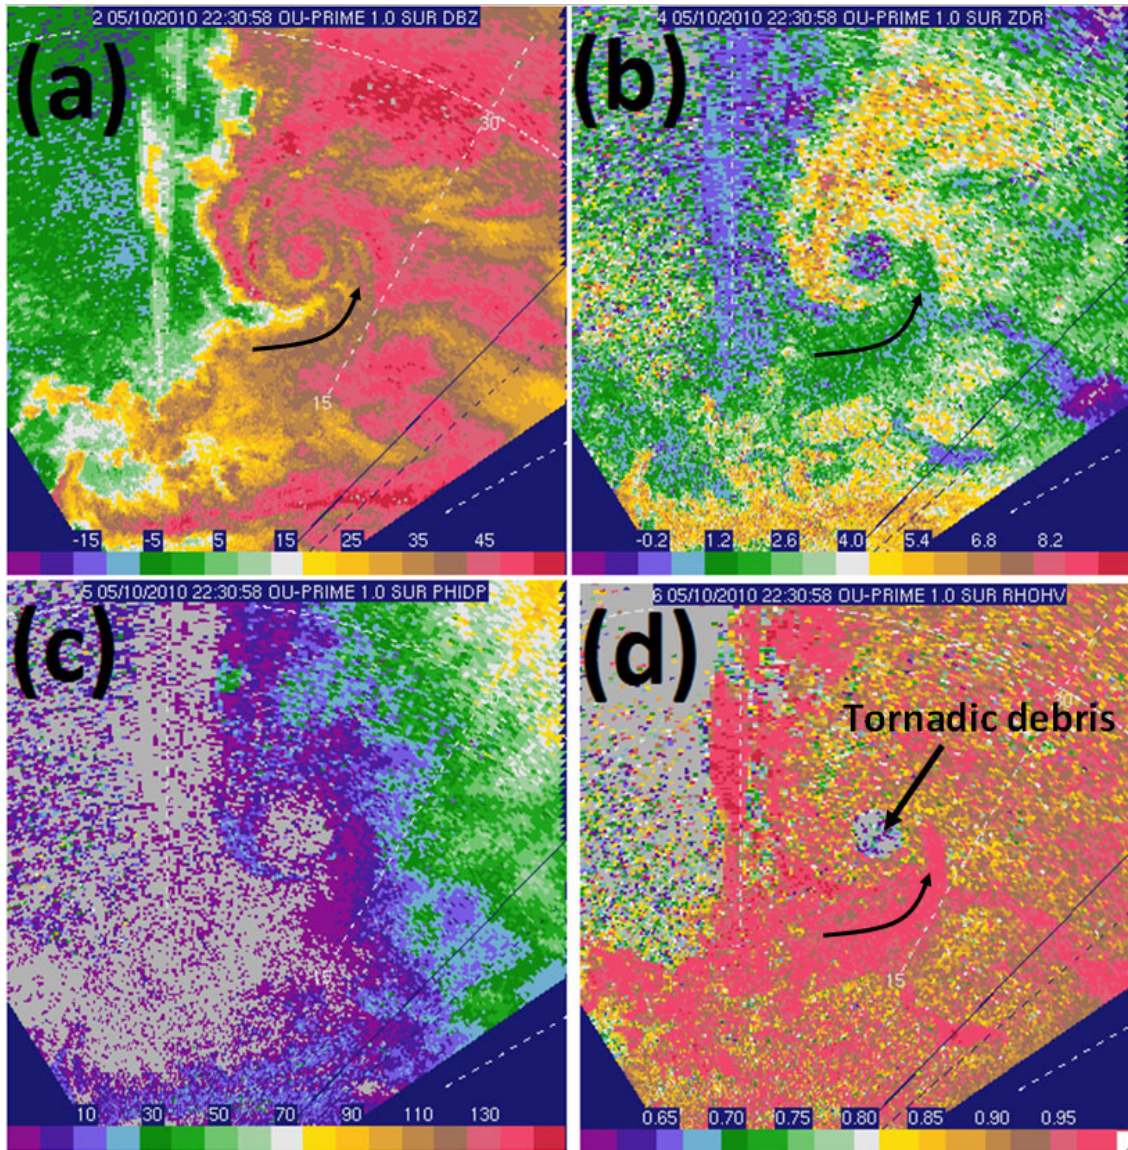 2 05/10/2010 22:30:58 OU-PRIME 1.0 SUR DBZ
(a)
30
15
-15 -5 5 15 25 35 45
4 05/10/2010 22:30:58 OU-PRIME 1.0 SUR ZDR
(b)
-0.2 1.2 2.6 4.0 5.4 6.8 8.2
5 05/10/2010 22:30:58 OU-PRIME 1.0 SUR PHIDP
(c)
15
10 30 50 70 90 110 130
6 05/10/2010 22:30:58 OU-PRIME 1.0 SUR RHOHV
(d)
30
Tornadic debris
15
0.65 0.70 0.75 0.80 0.85 0.90 0.95